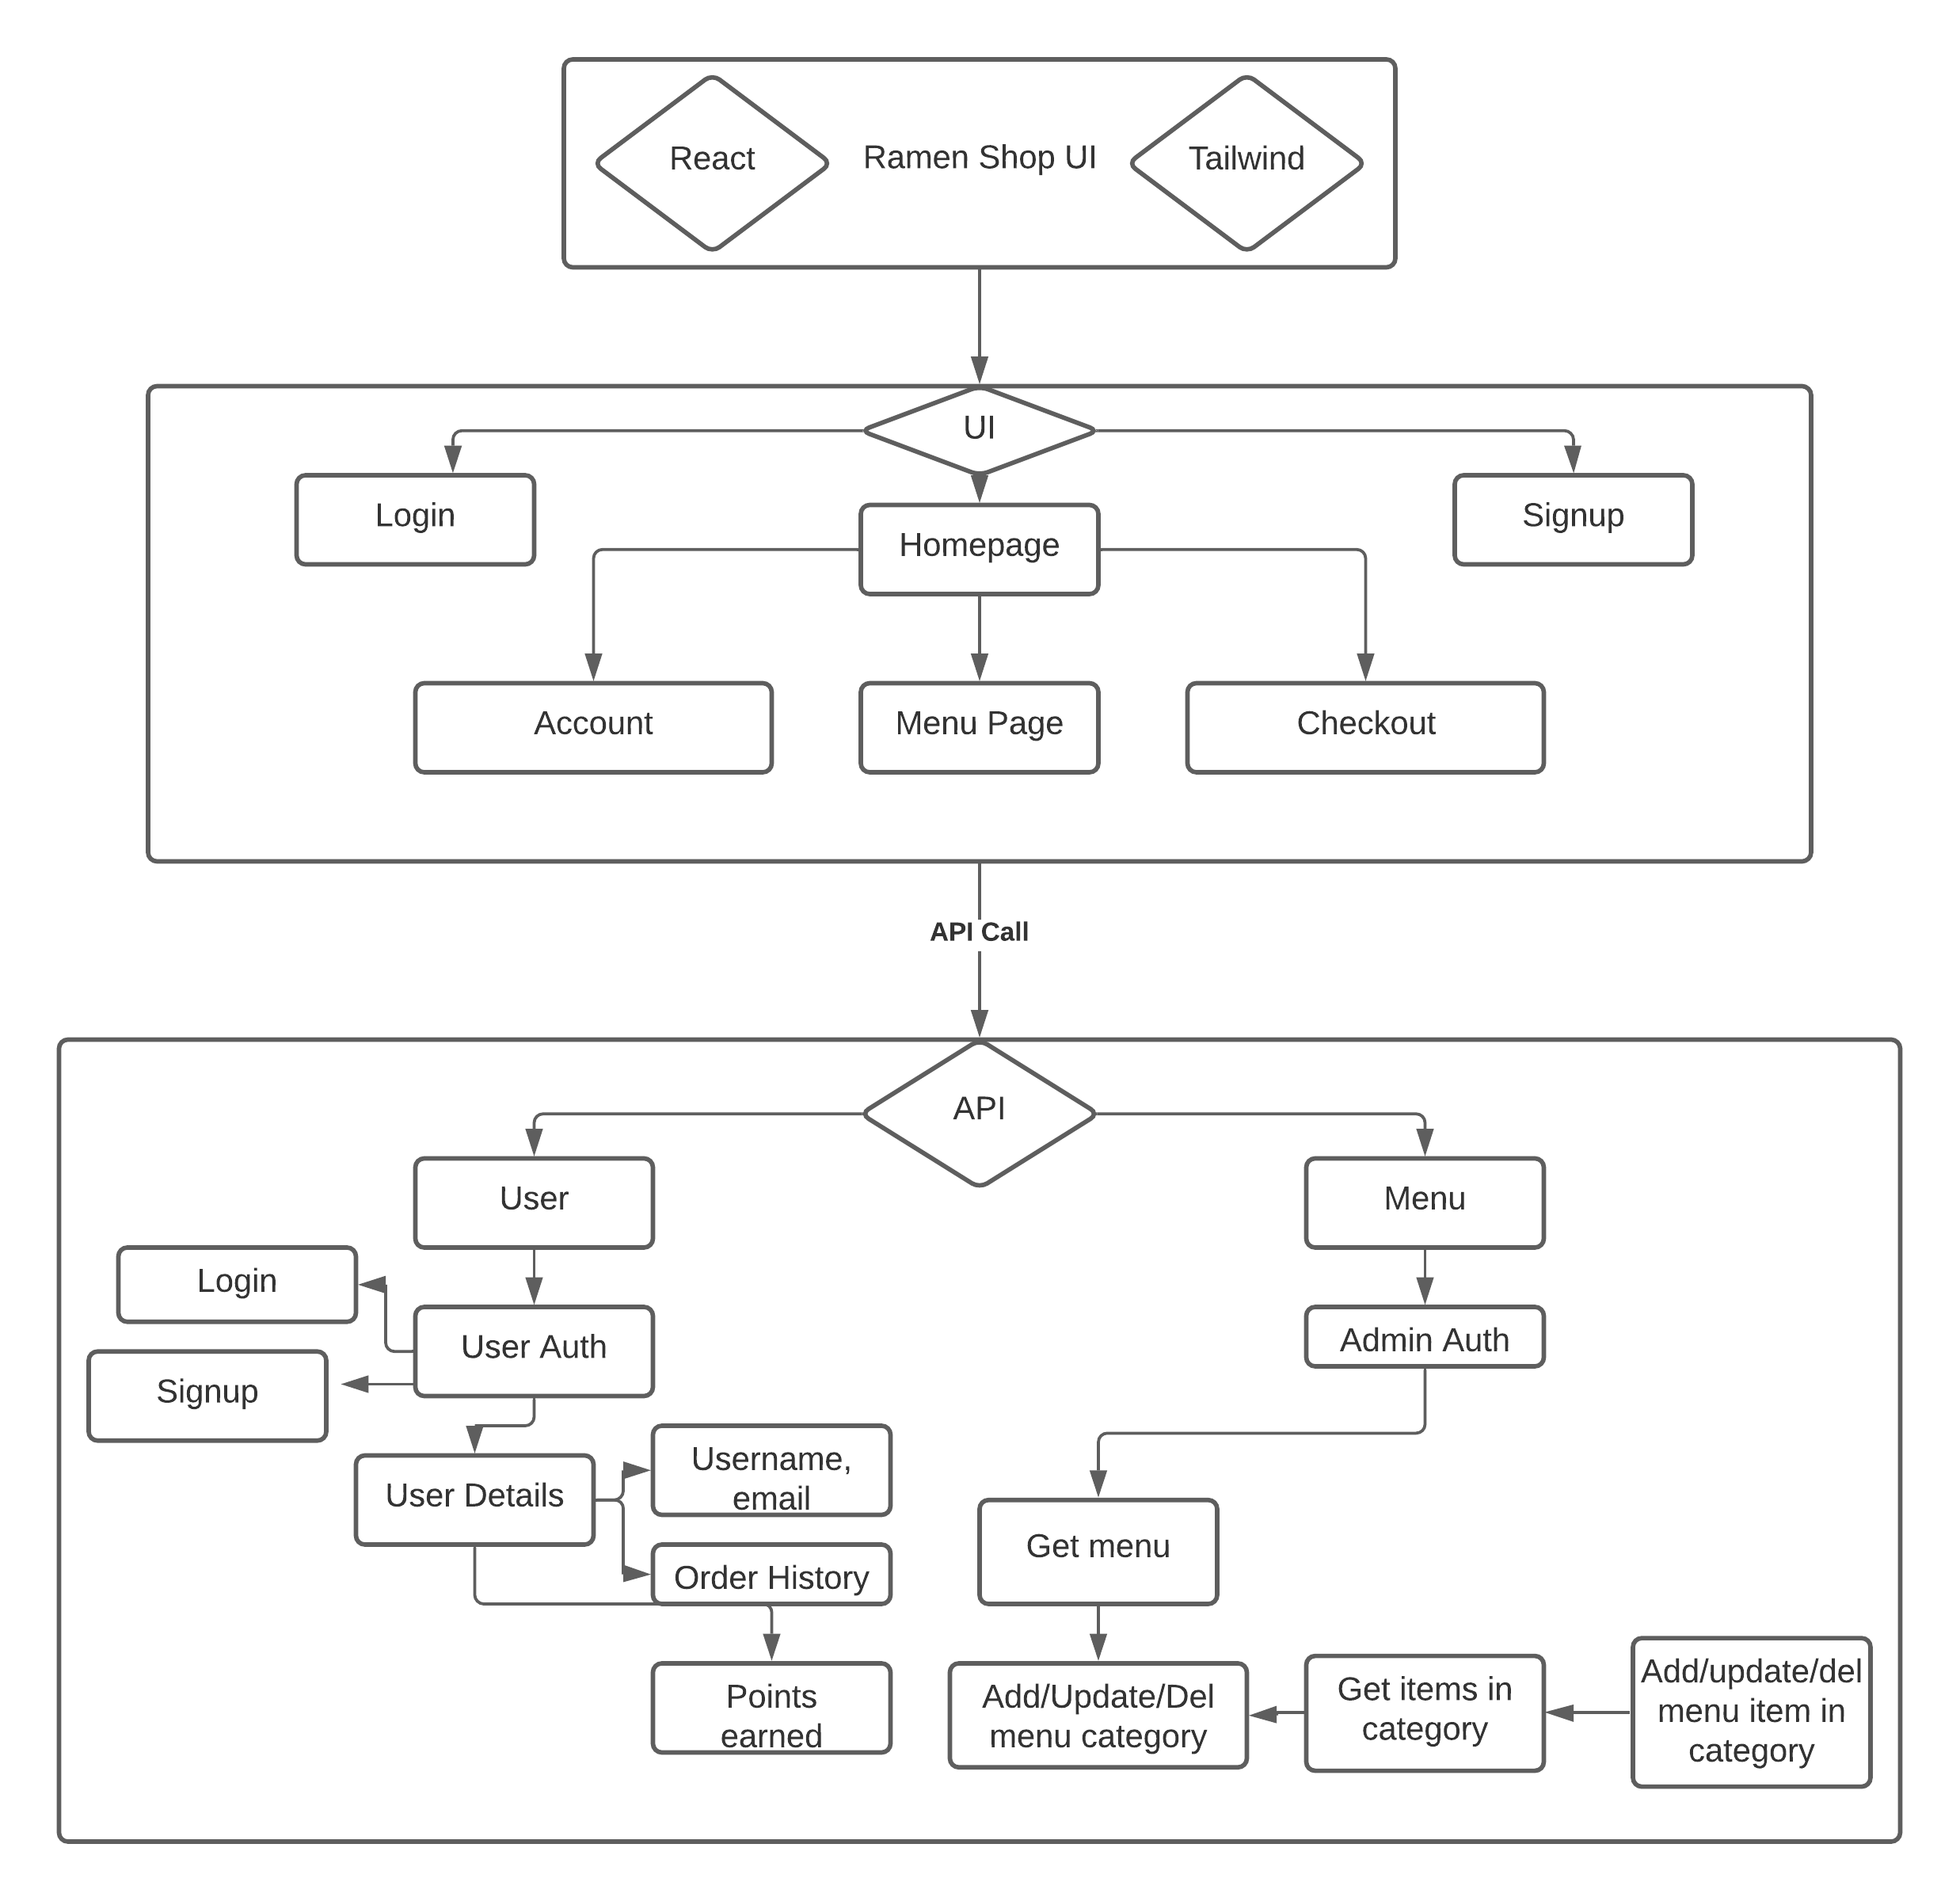 React
Ramen Shop UI
Tailwind
UI
Login
Signup
Homepage
Account
Menu Page
Checkout
API Call
API
User
Menu
Login
User Auth
Admin Auth
Signup
User Details
Username,
email
Order History
Points
earned
Get menu
Add/Update/Del
menu category
Get items in
category
Add/update/del
menu item in
category